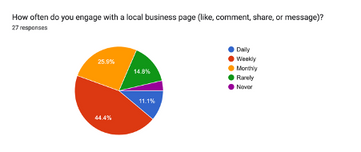 How often do you engage with a local business page (like, comment, share, or message)?
27 responses
Daily
Weekly
Monthly
Rarely
Never
25.9%
14.8%
11.1%
44.4%